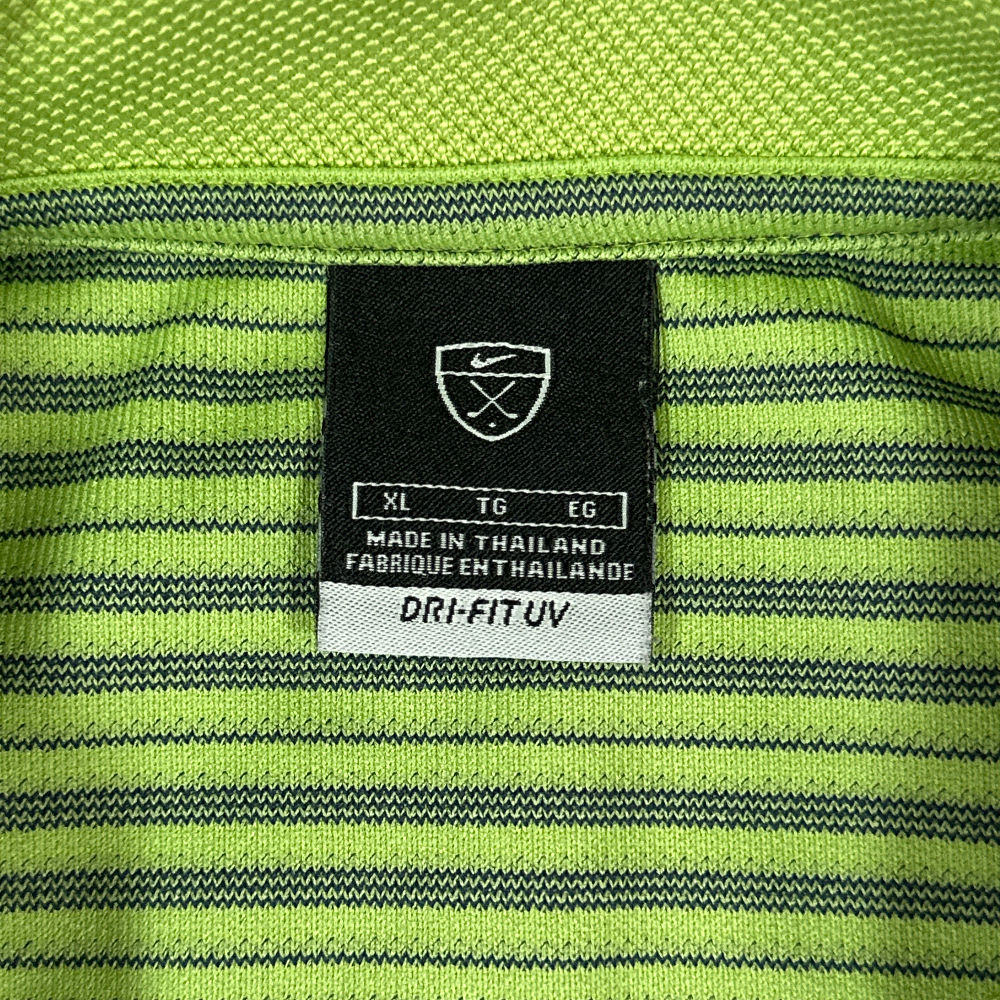 XL TG EG
MADE IN THAILAND
FABRIQUE EN THAILANDE
DRI-FIT UV